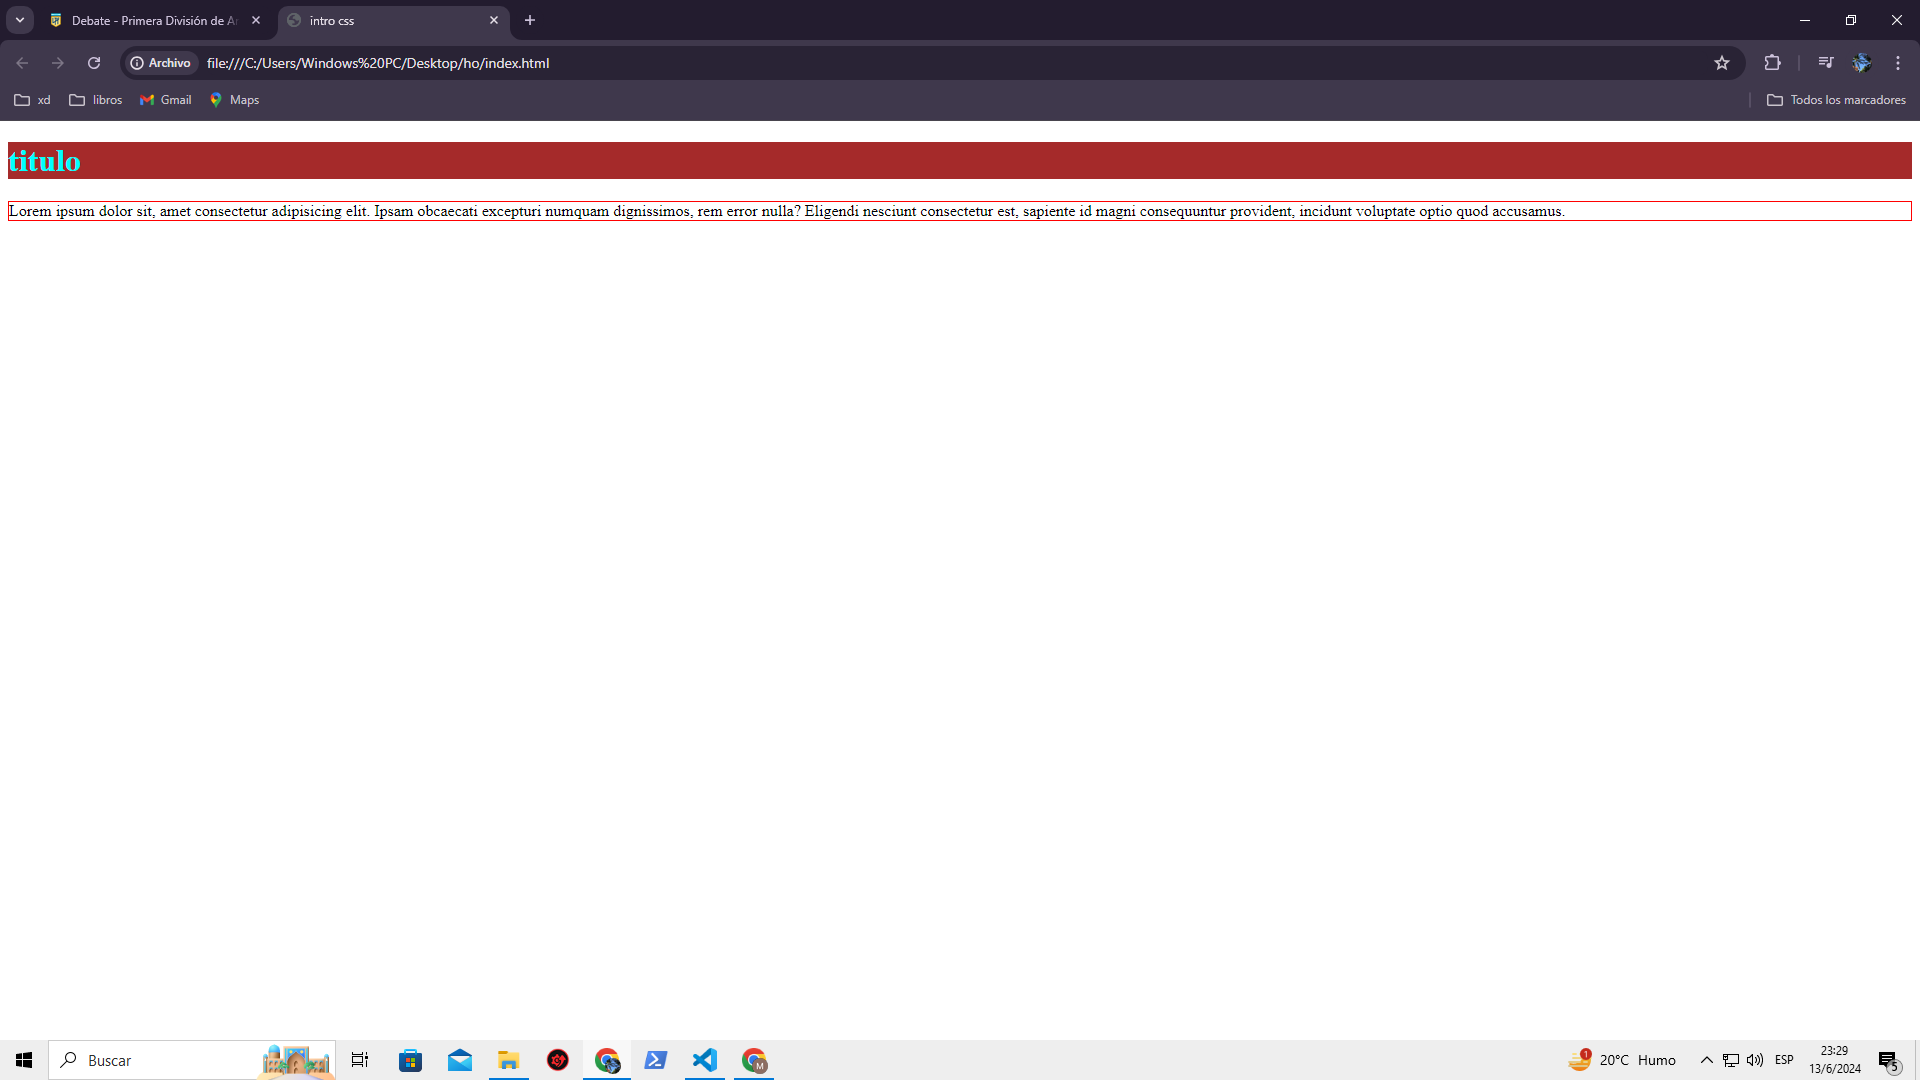 Debate - Primera División de Ar
intro css
Archivo
file:///C:/Users/Windows%20PC/Desktop/ho/index.html
xd
libros
Gmail
Maps
Todos los marcadores
titulo
Lorem ipsum dolor sit, amet consectetur adipisicing elit. Ipsam obcaecati excepturi numquam dignissimos, rem error nulla? Eligendi nesciunt consectetur est, sapiente id magni consequuntur provident, incidunt voluptate optio quod accusamus.
Buscar
M
1
20°C Humo
ESP
23:29
13/6/2024
5